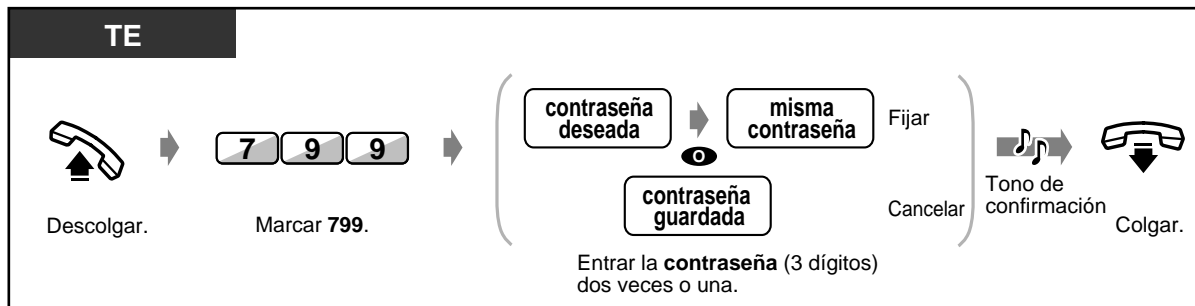 TE
contraseña
deseada
misma
contraseña
Fijar
7 9 9
o
contraseña
guardada
Cancelar
Tono de
confirmación
Descolgar.
Marcar 799.
Colgar.
Entrar la contraseña (3 dígitos)
dos veces o una.